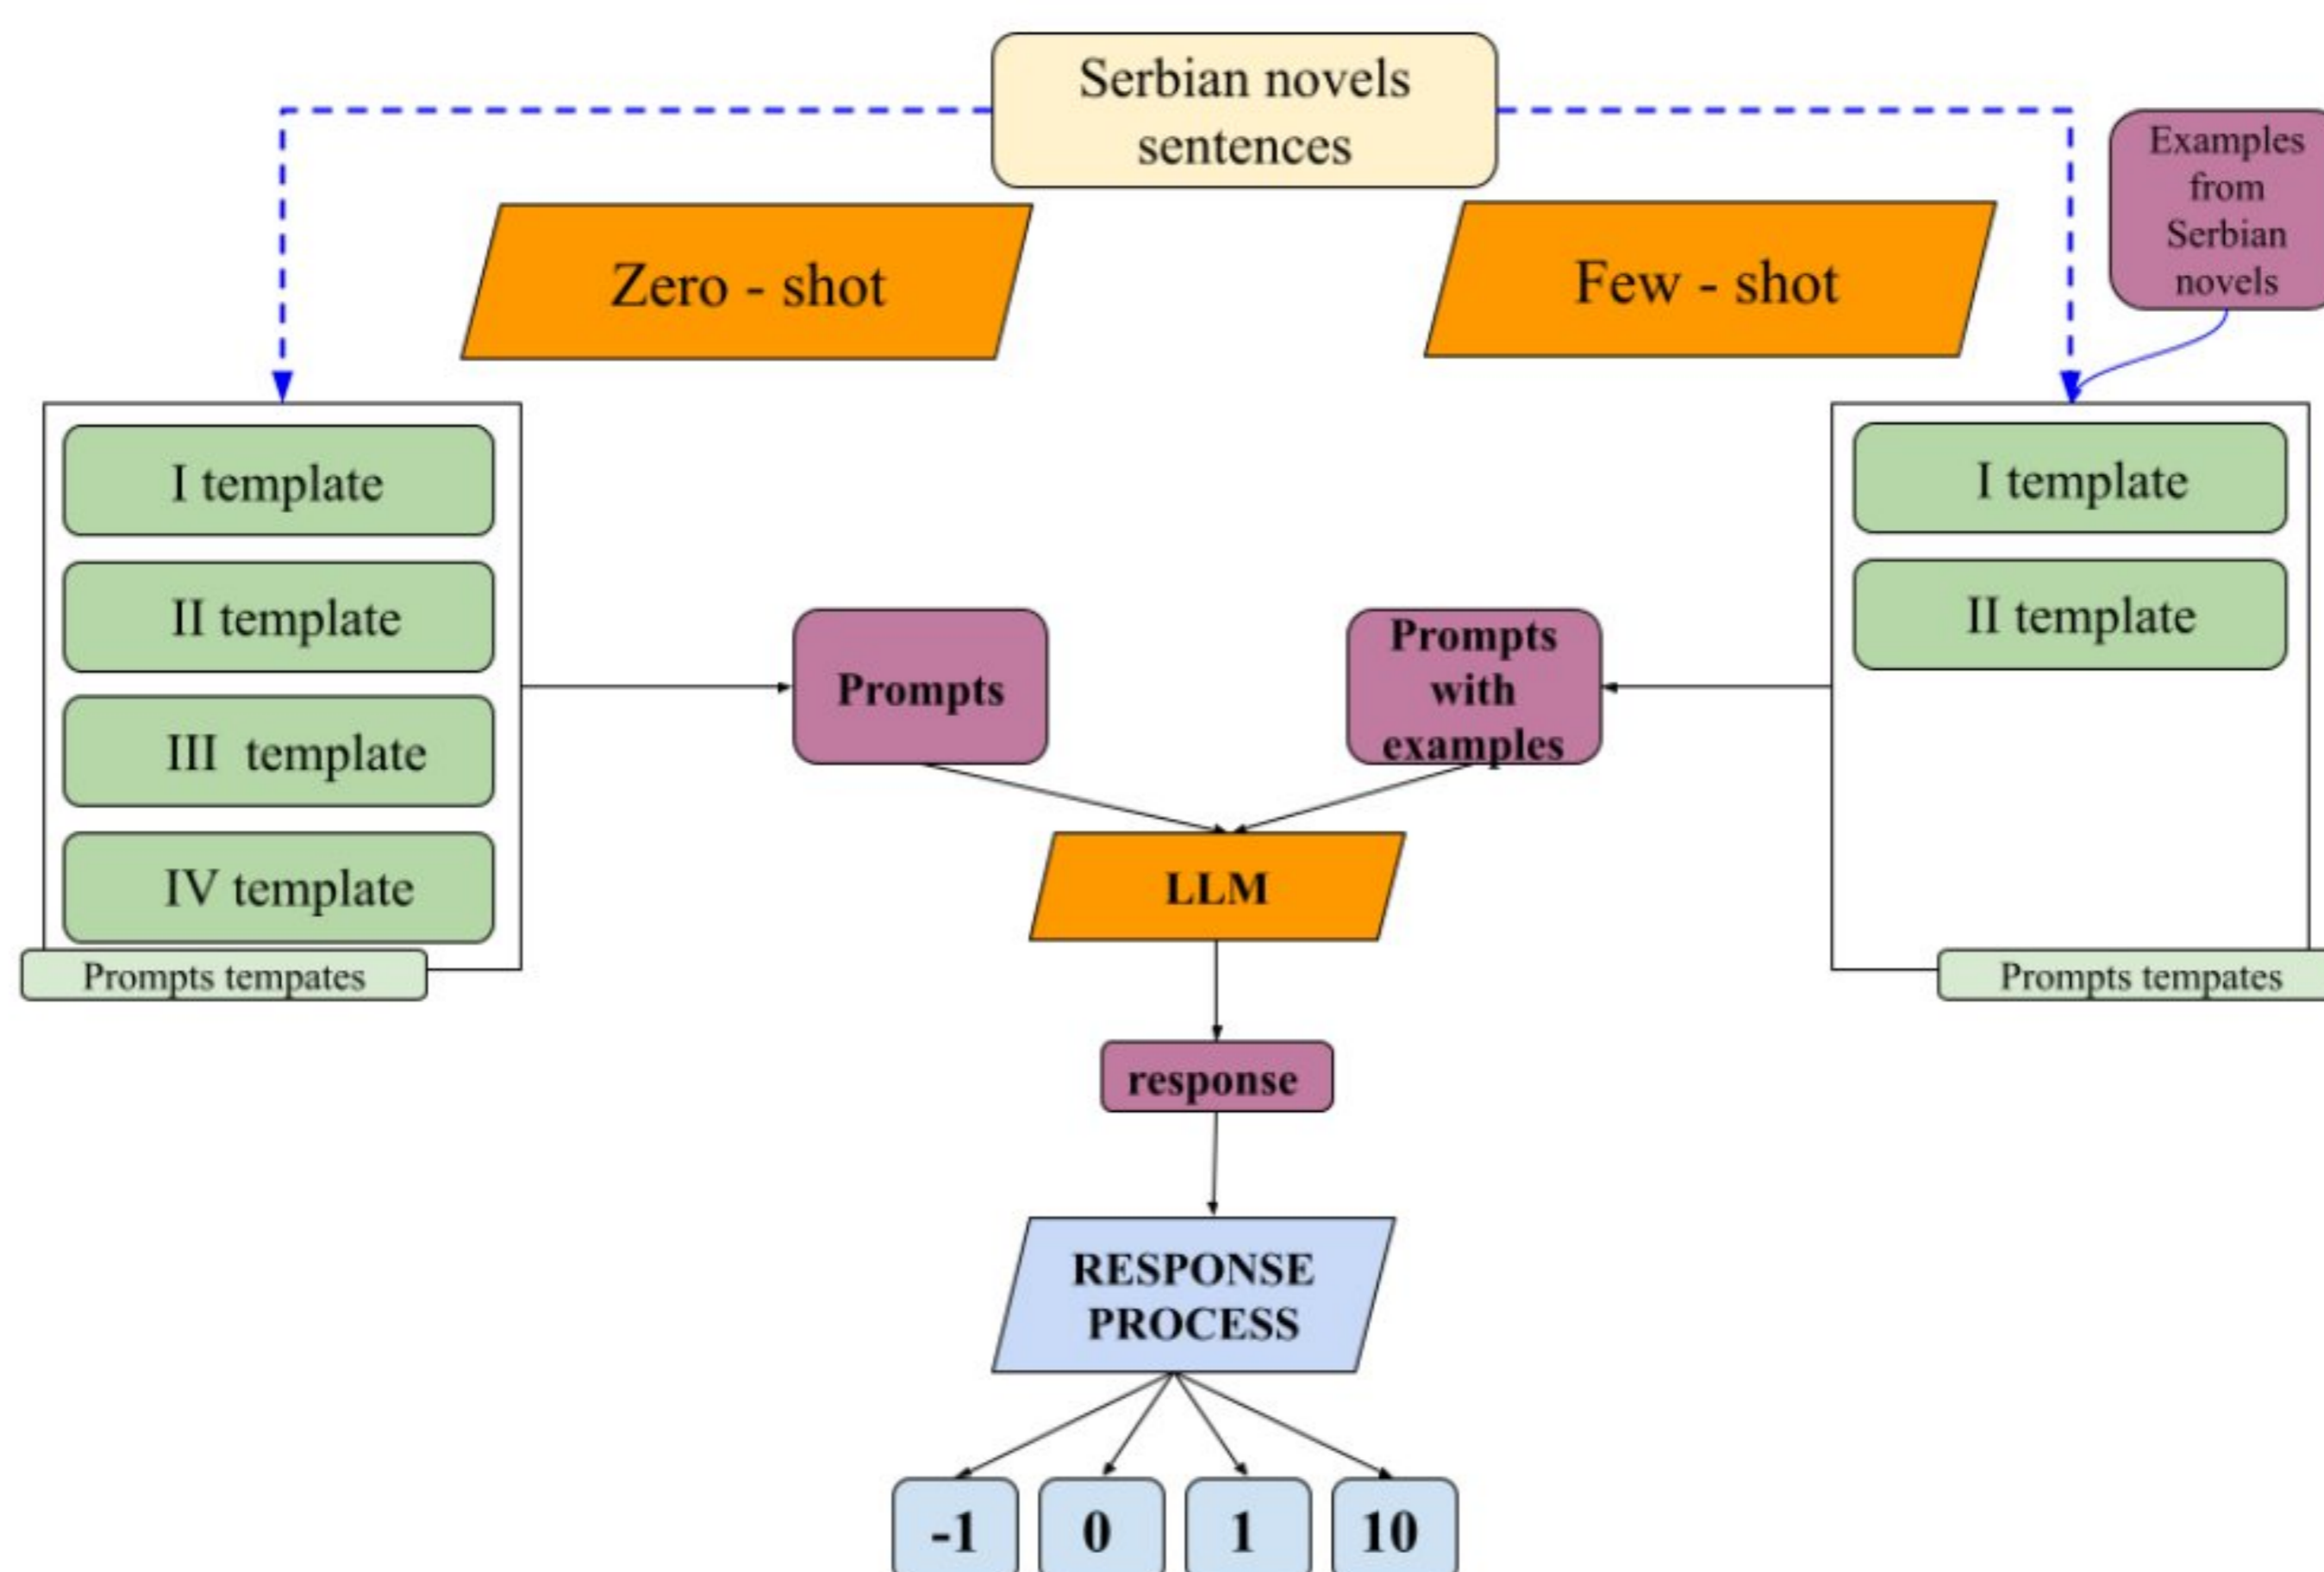 Serbian novels
sentences
Zero - shot
Few - shot
Examples
from
Serbian
novels
I template
II template
III  template
IV template
Prompts tempates
Prompts
Prompts
with
examples
I template
II template
Prompts tempates
LLM
response
RESPONSE
PROCESS
-1
0
1
10